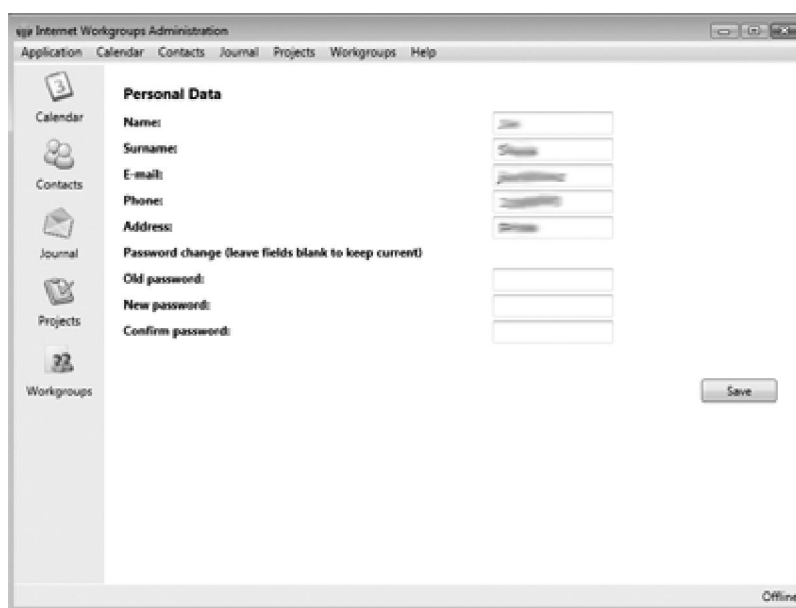 Internet Workgroups Administration
Application Calendar Contacts Journal Projects Workgroups Help
3
Calendar
Contacts
Journal
Projects
Workgroups
Personal Data
Name:
Surname:
E-mail:
Phone:
Address:
Password change (leave fields blank to keep current)
Old password:
New password:
Confirm password:
Save
Offline